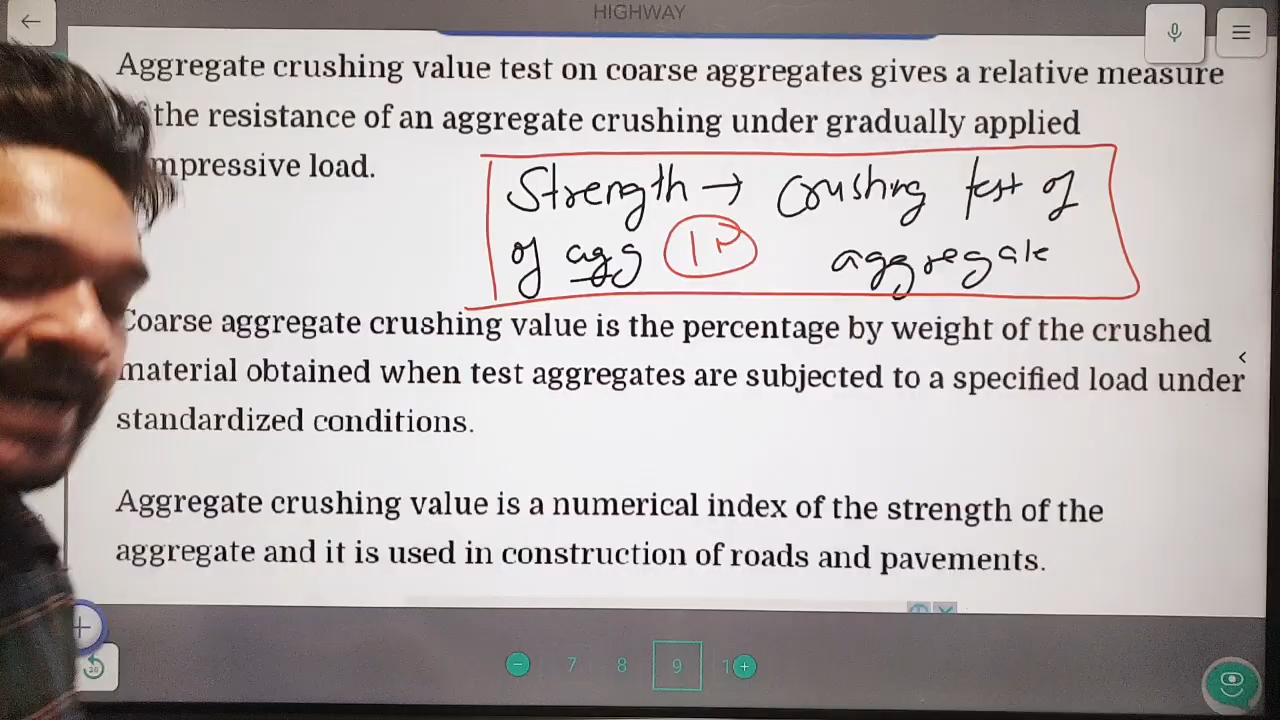 HIGHWAY
Aggregate crushing value test on coarse aggregates gives a relative measure
the resistance of an aggregate crushing under gradually applied
mpressive load.
Strength → Crushing test of
of agg aggregate
Coarse aggregate crushing value is the percentage by weight of the crushed
material obtained when test aggregates are subjected to a specified load under
standardized conditions.
Aggregate crushing value is a numerical index of the strength of the
aggregate and it is used in construction of roads and pavements.
7 8 9 1